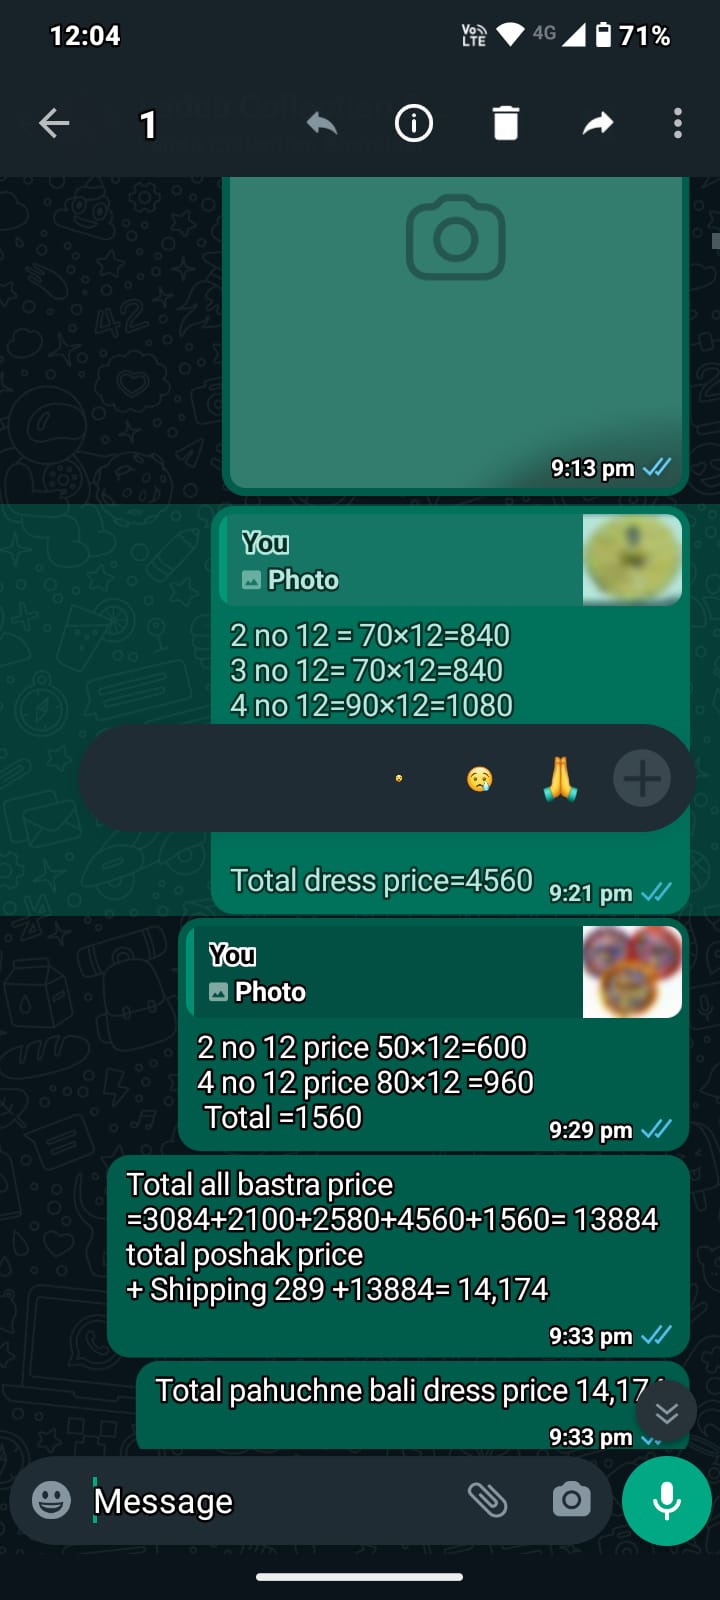 12:04
Vo)) LTE 4G 71%
1
9:13 pm
You
Photo
2 no 12 = 70×12=840
3 no 12= 70×12=840
4 no 12=90×12=1080
Total dress price=4560
9:21 pm
You
Photo
2 no 12 price 50×12=600
4 no 12 price 80×12 =960
Total =1560
9:29 pm
Total all bastra price
=3084+2100+2580+4560+1560= 13884
total poshak price
+ Shipping 289 +13884= 14,174
9:33 pm
Total pahuchne bali dress price 14,17
9:33 pm
Message